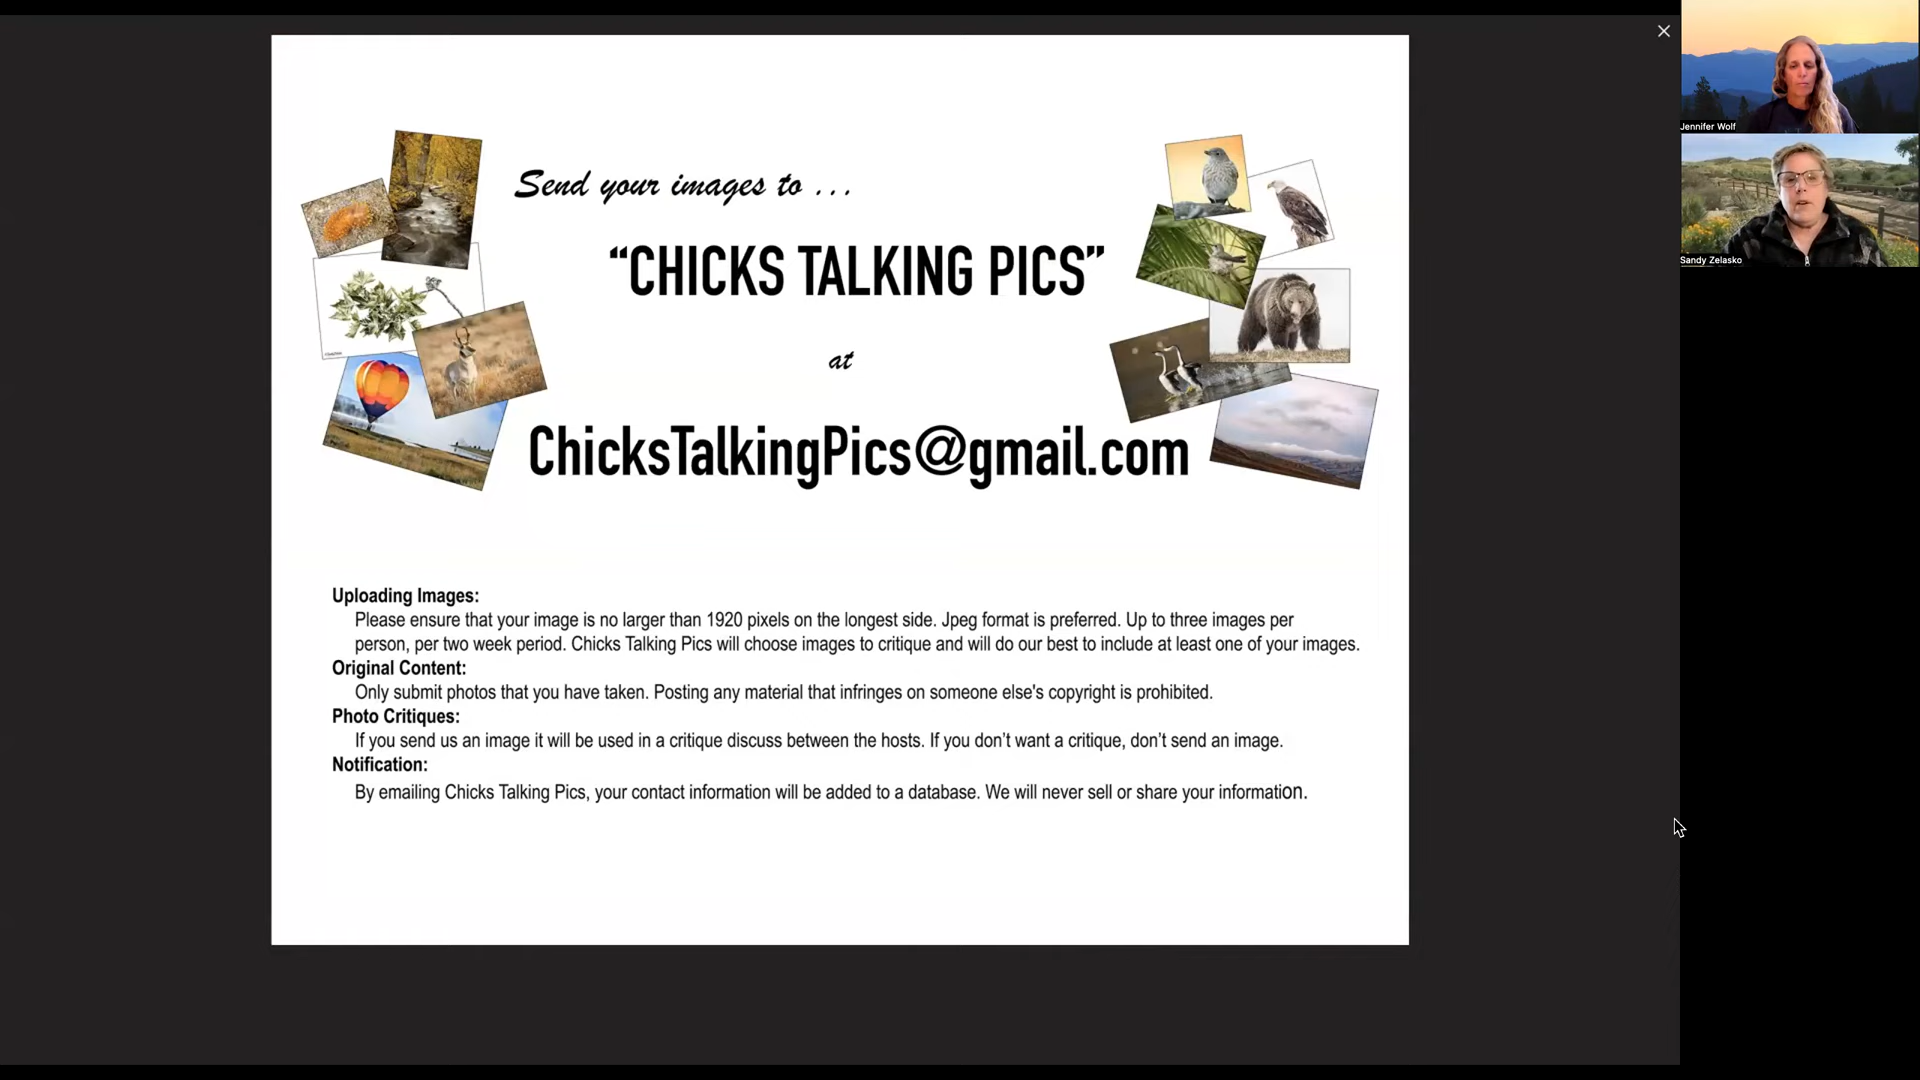 Send your images to ...
“CHICKS TALKING PICS”
at
ChicksTalkingPics@gmail.com
Uploading Images:
Please ensure that your image is no larger than 1920 pixels on the longest side. Jpeg format is preferred. Up to three images per
person, per two week period. Chicks Talking Pics will choose images to critique and will do our best to include at least one of your images.
Original Content:
Only submit photos that you have taken. Posting any material that infringes on someone else's copyright is prohibited.
Photo Critiques:
If you send us an image it will be used in a critique discuss between the hosts. If you don’t want a critique, don’t send an image.
Notification:
By emailing Chicks Talking Pics, your contact information will be added to a database. We will never sell or share your information.
Jennifer Wolf
Sandy Zelasko